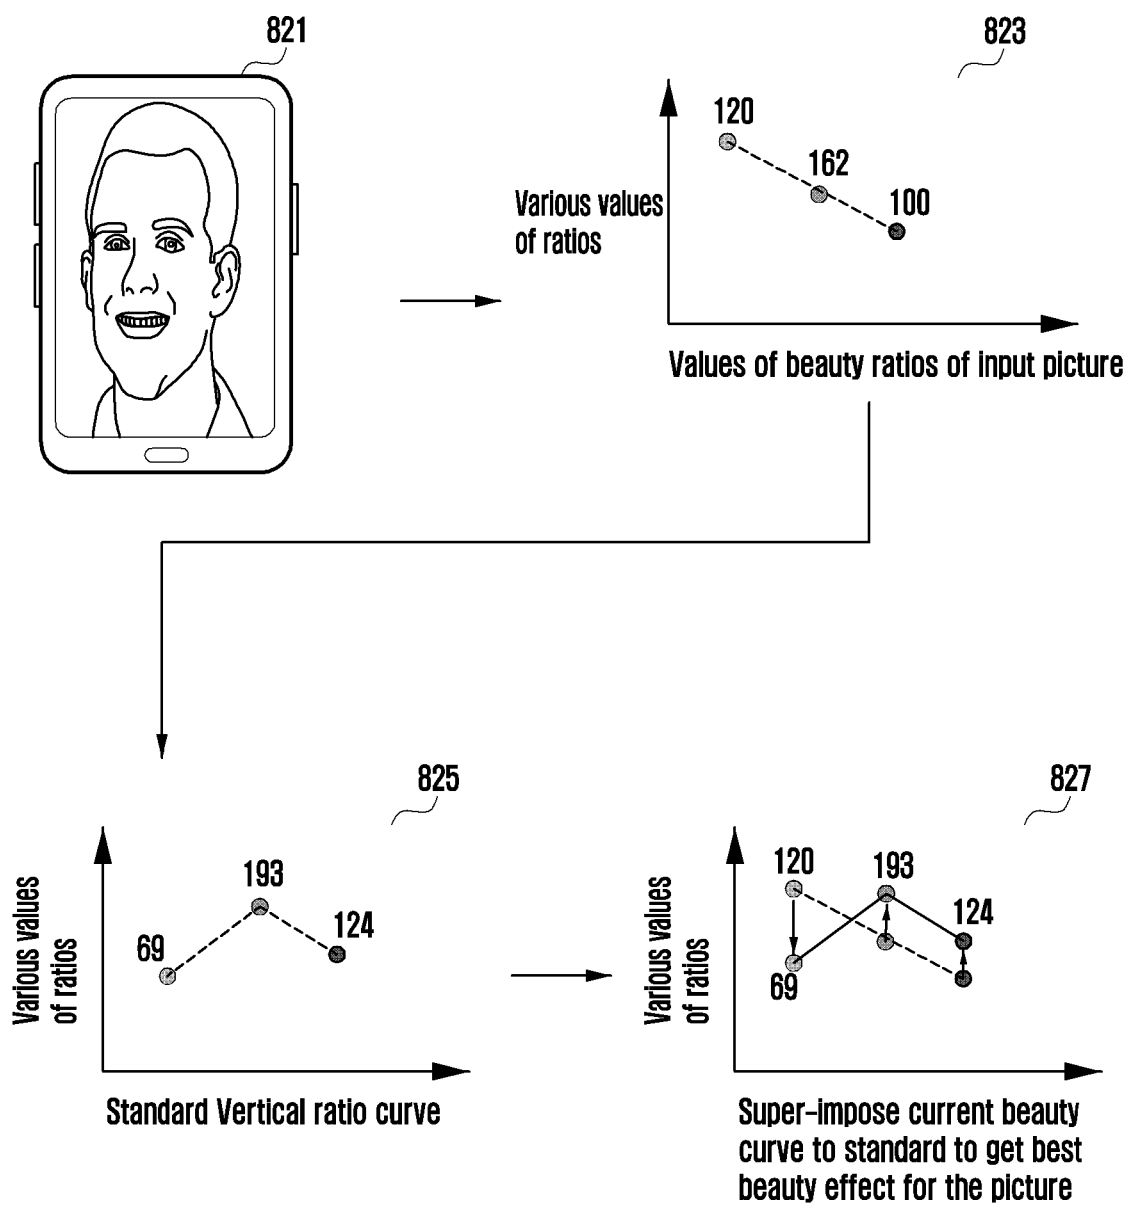 821
823
120
162
100
Various values
of ratios
Values of beauty ratios of input picture
825
193
124
69
Various values
of ratios
Standard Vertical ratio curve
827
120
193
124
69
Various values
of ratios
Super-impose current beauty
curve to standard to get best
beauty effect for the picture